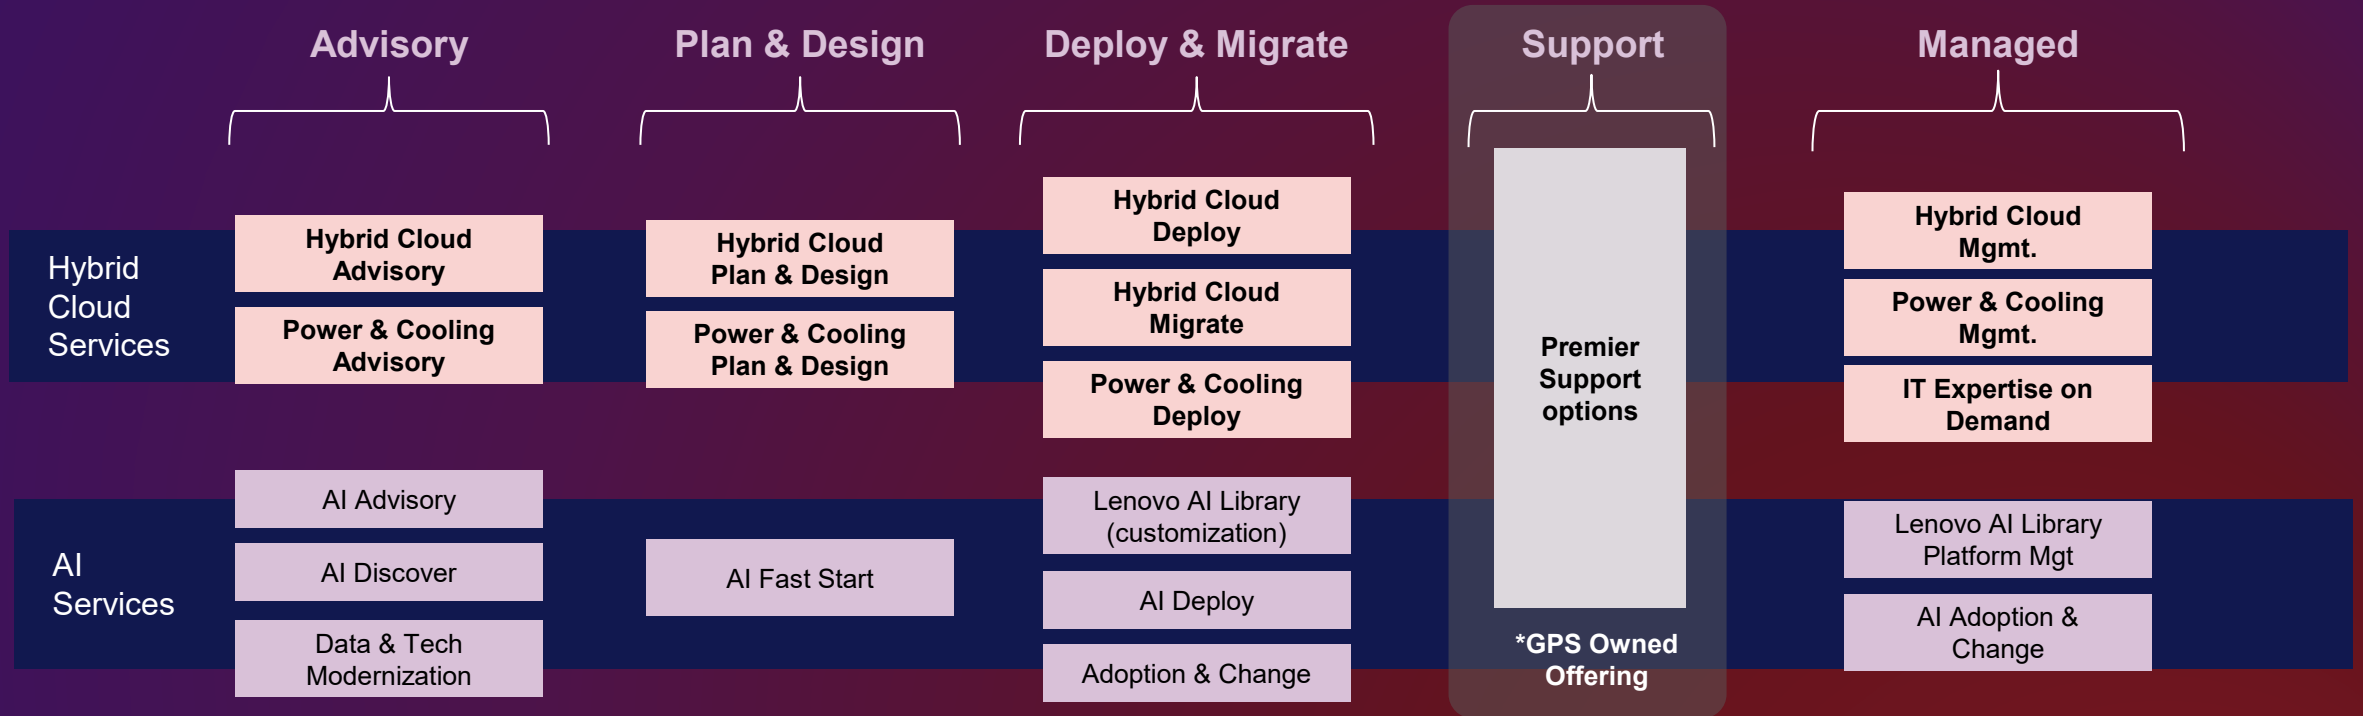 Advisory
Plan & Design
Deploy & Migrate
Support
Managed
Hybrid
Cloud
Services
Hybrid Cloud
Advisory
Power & Cooling
Advisory
Hybrid Cloud
Plan & Design
Power & Cooling
Plan & Design
Hybrid Cloud
Deploy
Hybrid Cloud
Migrate
Power & Cooling
Deploy
Premier
Support
options
*GPS Owned
Offering
Hybrid Cloud
Mgmt.
Power & Cooling
Mgmt.
IT Expertise on
Demand
AI
Services
AI Advisory
AI Discover
Data & Tech
Modernization
AI Fast Start
Lenovo AI Library
(customization)
AI Deploy
Adoption & Change
Lenovo AI Library
Platform Mgt
AI Adoption &
Change